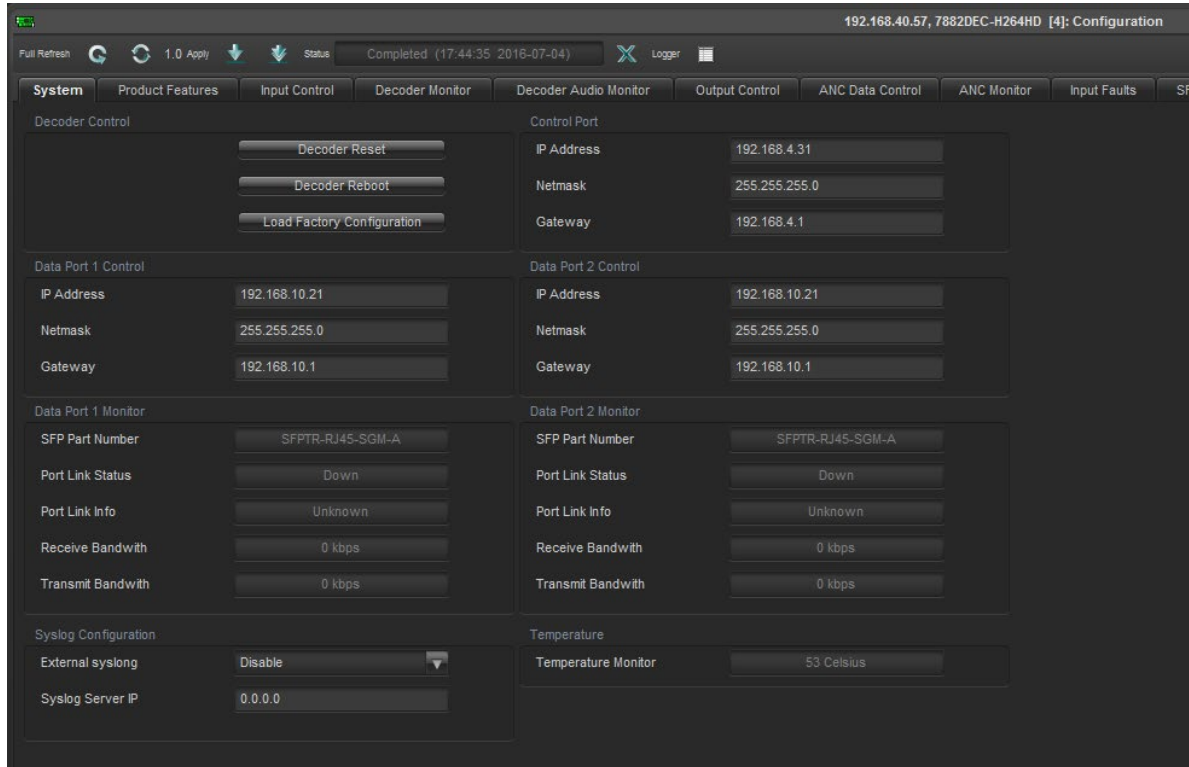 192.168.40.57, 7882DEC-H264HD [4]: Configuration
Full Refresh 1.0 Apply Status Completed (17:44:35 2016-07-04) Logger
System Product Features Input Control Decoder Monitor Decoder Audio Monitor Output Control ANC Data Control ANC Monitor Input Faults SF
Decoder Control
Decoder Reset
Decoder Reboot
Load Factory Configuration
Control Port
IP Address 192.168.4.31
Netmask 255.255.255.0
Gateway 192.168.4.1
Data Port 1 Control
IP Address 192.168.10.21
Netmask 255.255.255.0
Gateway 192.168.10.1
Data Port 2 Control
IP Address 192.168.10.21
Netmask 255.255.255.0
Gateway 192.168.10.1
Data Port 1 Monitor
SFP Part Number SFPTR-RJ45-SGM-A
Port Link Status Down
Port Link Info Unknown
Receive Bandwith 0 kbps
Transmit Bandwith 0 kbps
Data Port 2 Monitor
SFP Part Number SFPTR-RJ45-SGM-A
Port Link Status Down
Port Link Info Unknown
Receive Bandwith 0 kbps
Transmit Bandwith 0 kbps
Syslog Configuration
External syslong Disable
Syslog Server IP 0.0.0.0
Temperature
Temperature Monitor 53 Celsius